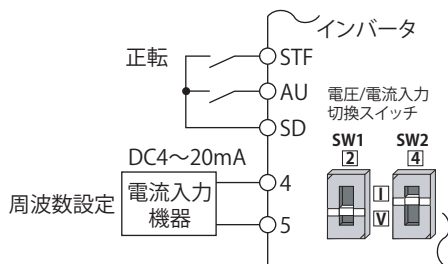 インバータ
正転
STF
AU
SD
電圧/電流入力
切換スイッチ
SW1
2
SW2
4
I
V
DC4～20mA
周波数設定
電流入力
機器
4
5